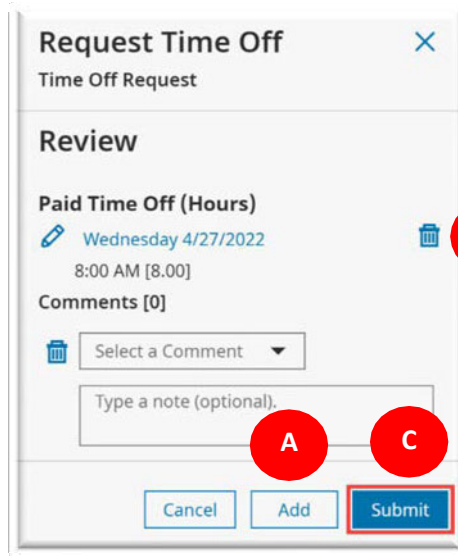 Request Time Off
Time Off Request
Review
Paid Time Off (Hours)
Wednesday 4/27/2022
8:00 AM [8.00]
Comments [0]
Select a Comment
Type a note (optional).
A
C
Cancel Add Submit